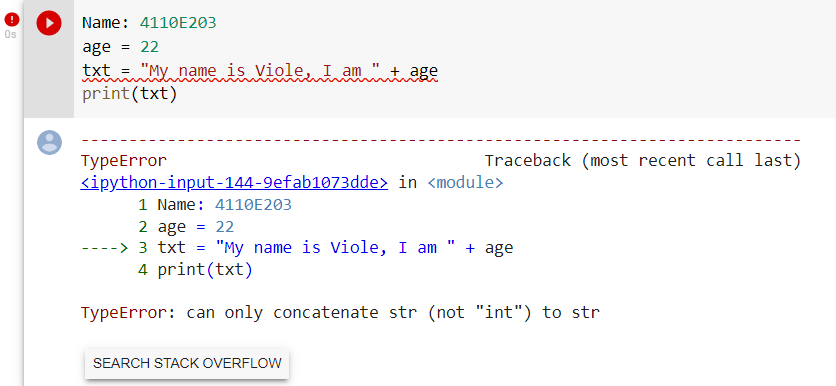 Name: 4110E203
0s
age = 22
txt = "My name is Viole, I am " + age
print(txt)
---------------------------------------------------------------------------
TypeError Traceback (most recent call last)
<ipython-input-144-9efab1073dde> in <module>
1 Name: 4110E203
2 age = 22
----> 3 txt = "My name is Viole, I am " + age
4 print(txt)
TypeError: can only concatenate str (not "int") to str
SEARCH STACK OVERFLOW